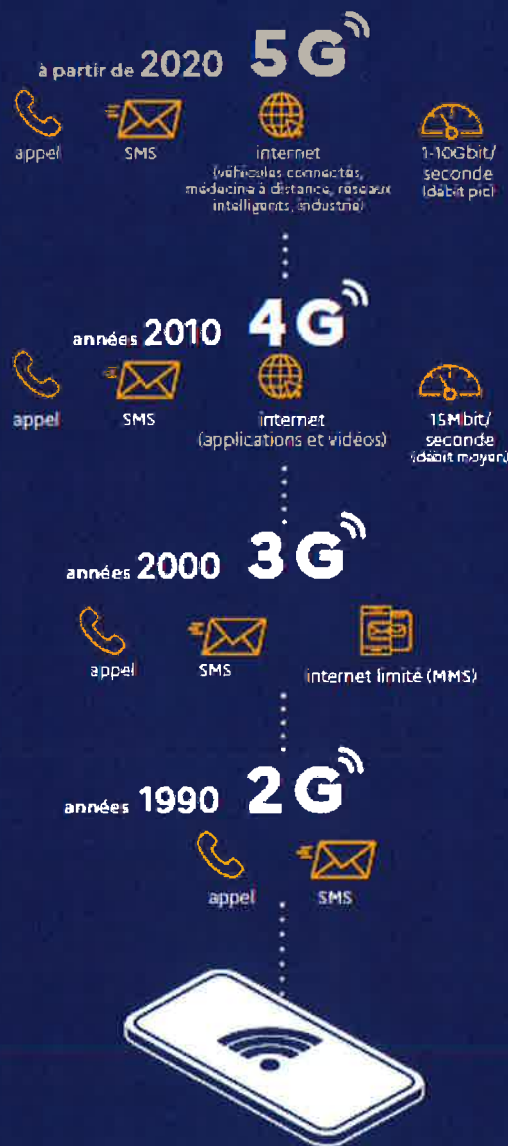 à partir de 2020 5G
appel
SMS
internet
(véhicules connectés,
médecine à distance, réseaux
intelligents, industrie)
1-10Gbit/
seconde
(débit pic)
années 2010 4G
appel
SMS
internet
(applications et vidéos)
15Mbit/
seconde
(débit moyen)
années 2000 3G
appel
SMS
internet limité (MMS)
années 1990 2G
appel
SMS